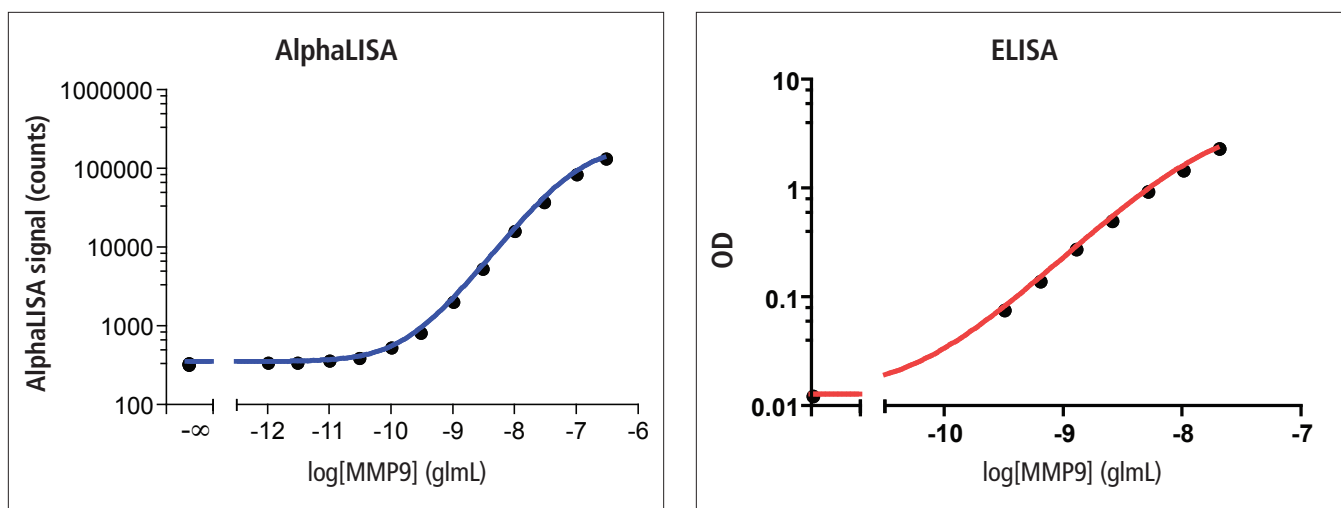 AlphaLISA
AlphaLISA signal (counts)
1000000
100000
10000
1000
100
-∞ -12 -11 -10 -9 -8 -7 -6
log[MMP9] (glmL)
ELISA
OD
10
1
0.1
0.01
-10 -9 -8 -7
log[MMP9] (glmL)